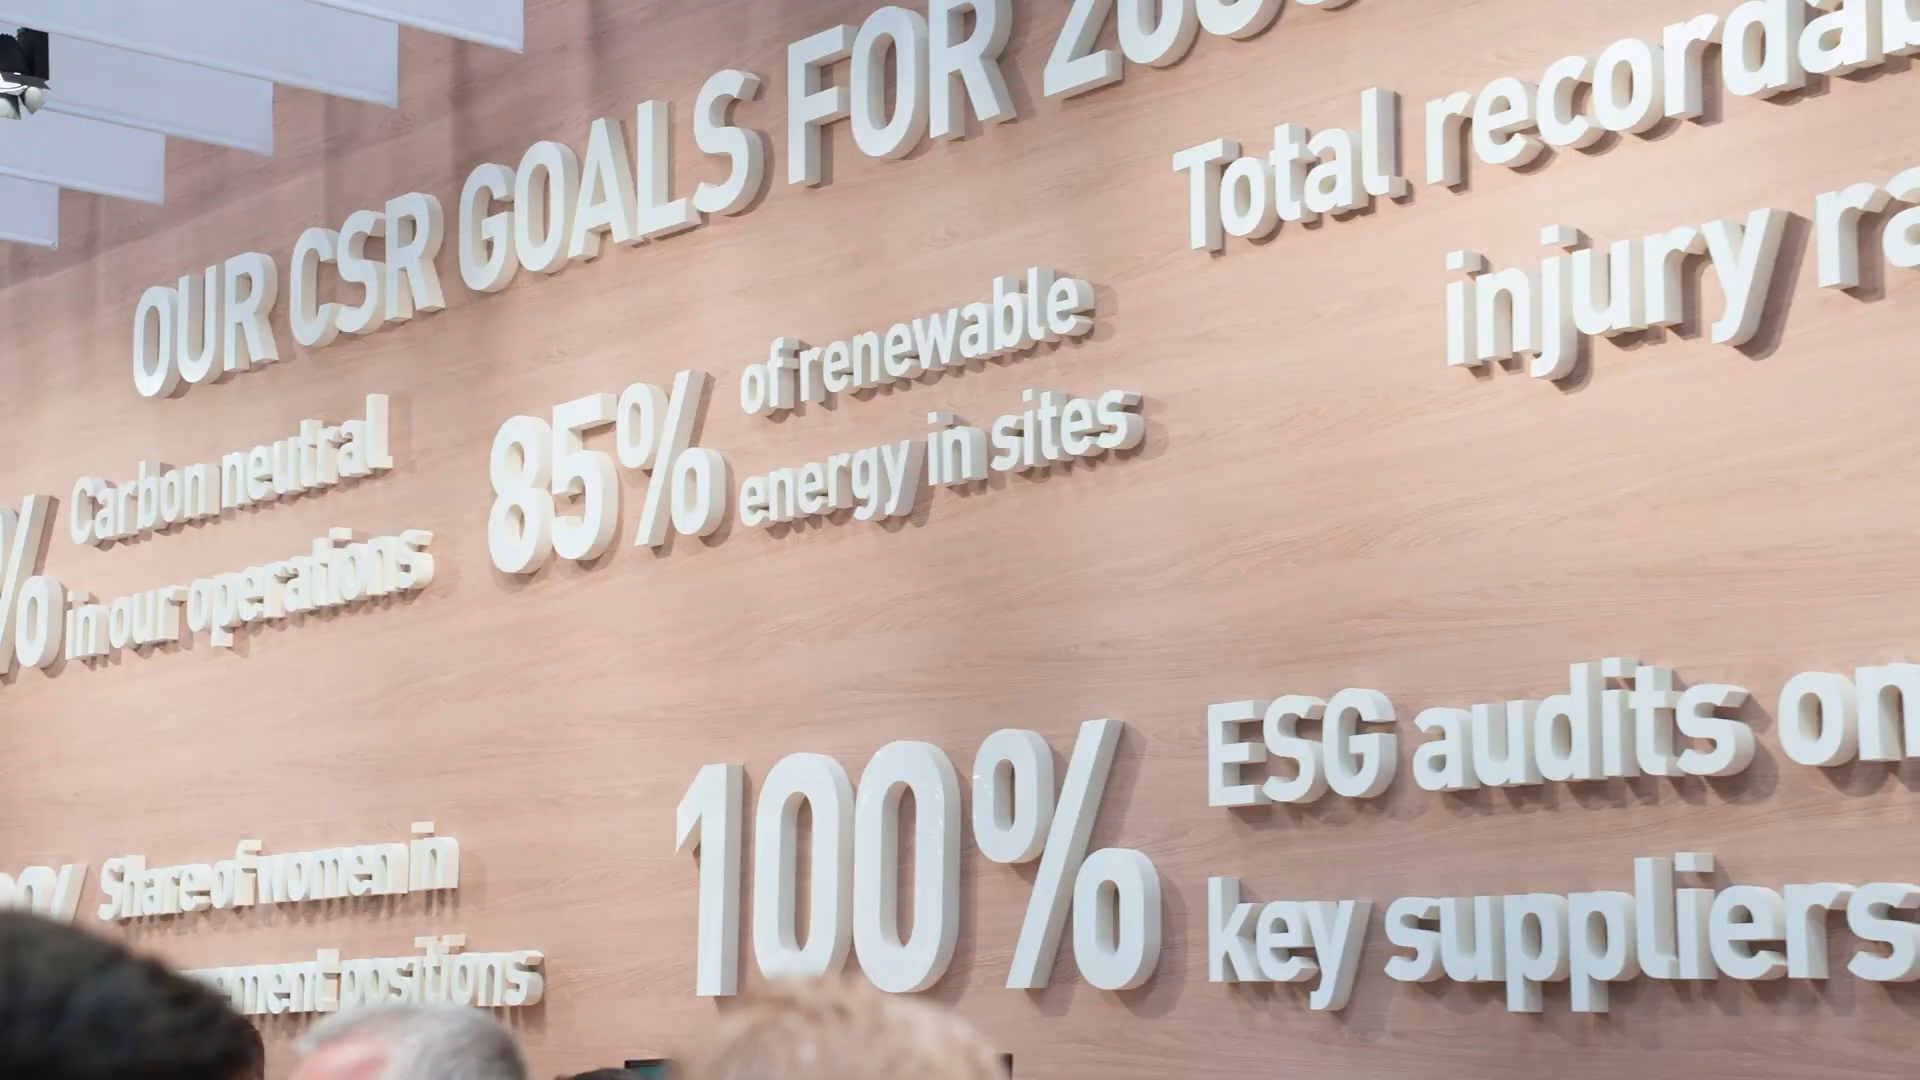 OUR CSR GOALS FOR
Total
injury
% Carbon neutral
in our operations
85% of renewable
energy in sites
100% ESG audits on
key suppliers
% Share of women in
positions